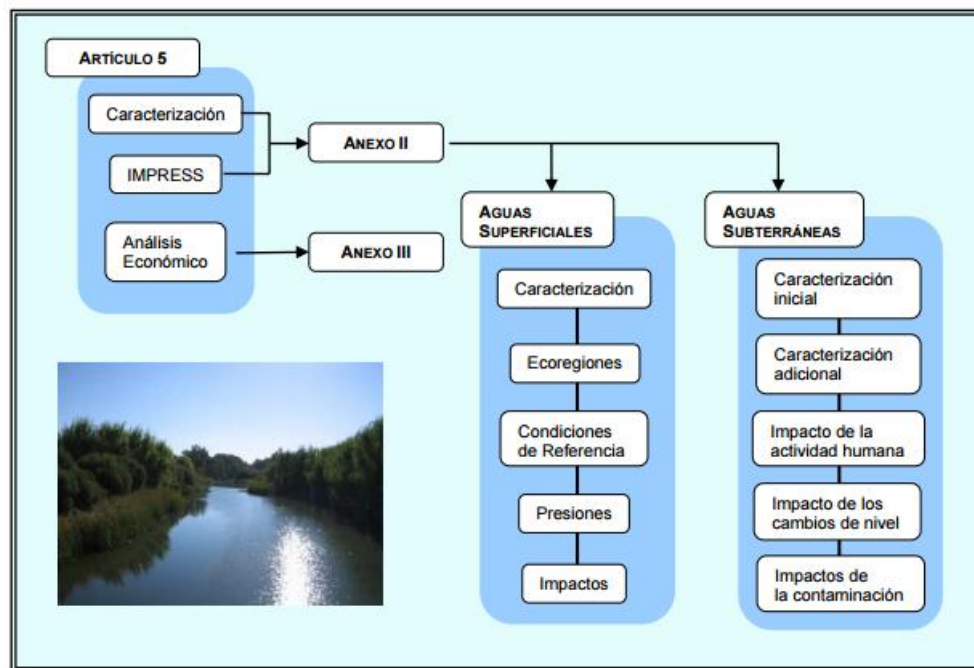 ARTÍCULO 5
Caracterización
IMPRESS
Análisis
Económico
ANEXO II
ANEXO III
AGUAS
SUPERFICIALES
Caracterización
Ecoregiones
Condiciones
de Referencia
Presiones
Impactos
AGUAS
SUBTERRÁNEAS
Caracterización
inicial
Caracterización
adicional
Impacto de la
actividad humana
Impacto de los
cambios de nivel
Impactos de
la contaminación